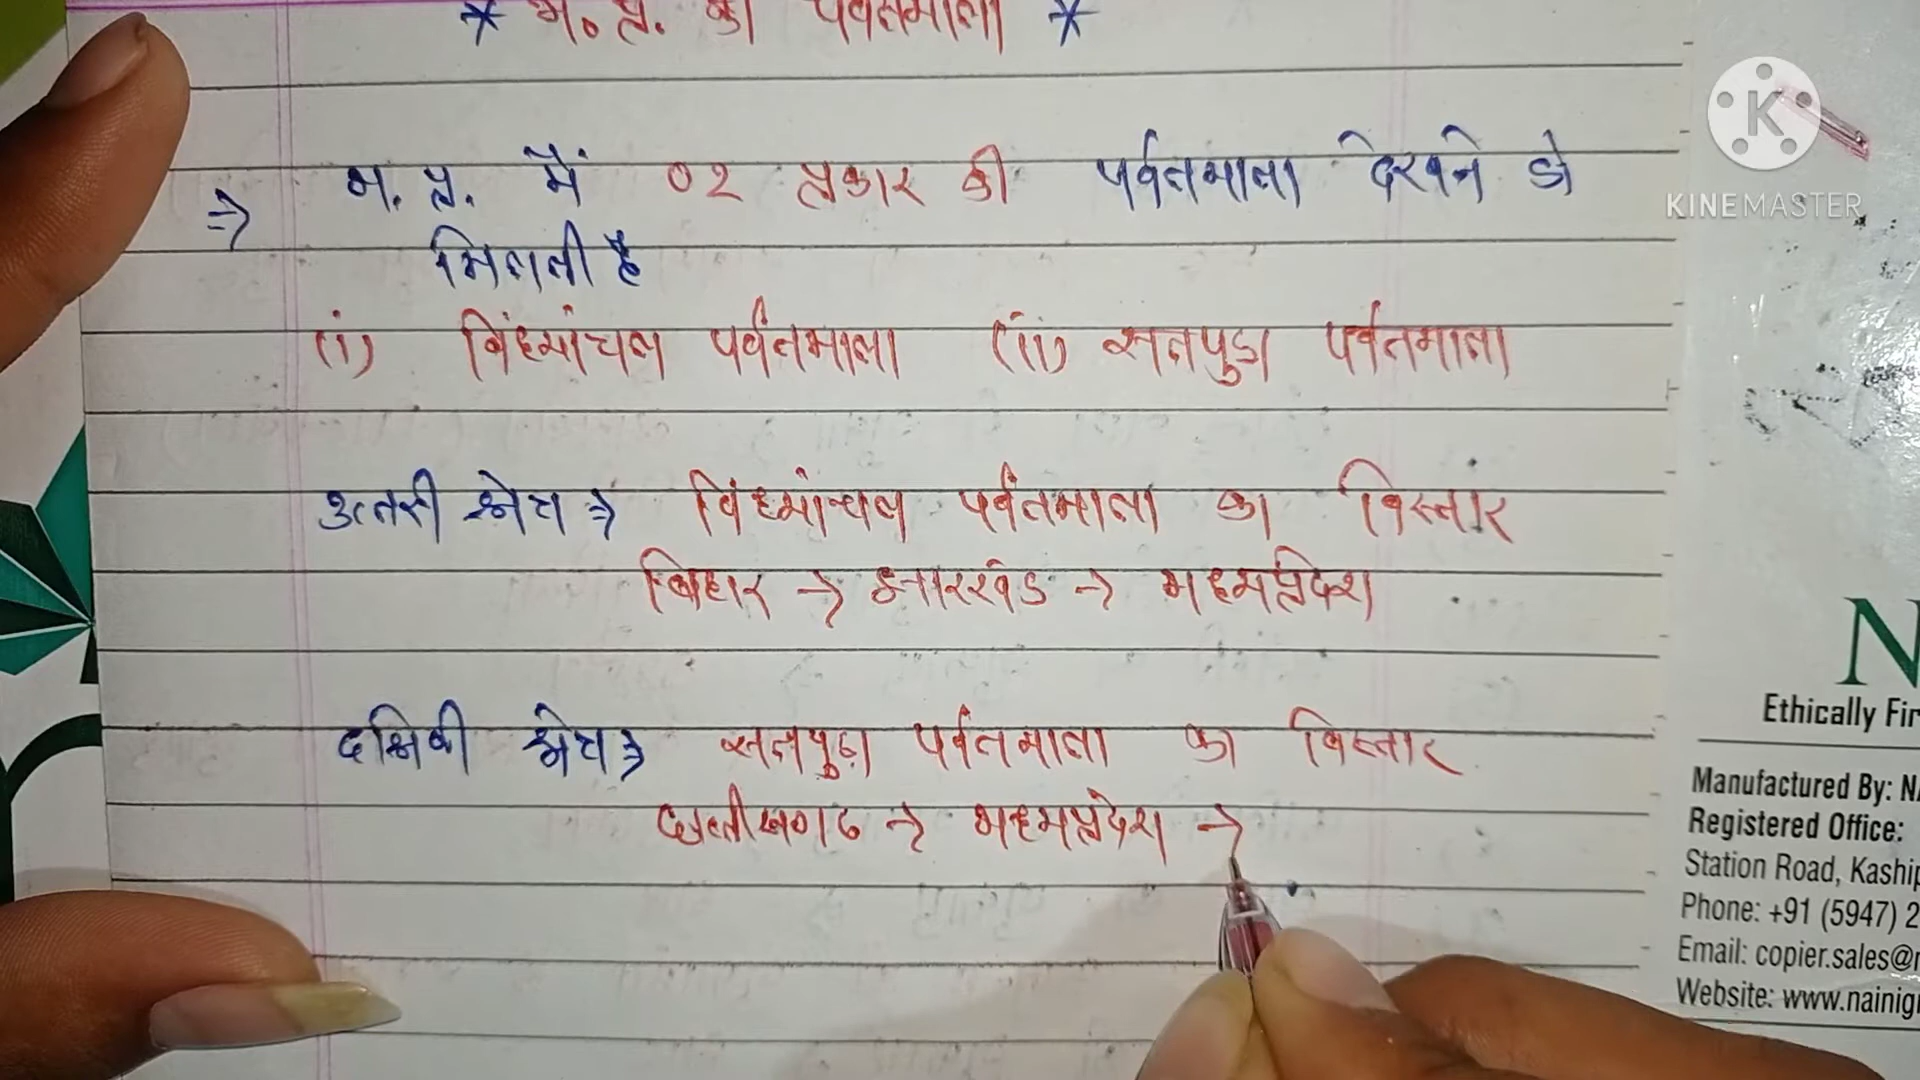 * म. प्र. की पर्वतमाला *
KINEMASTER
⇒ म. प्र. में 02 प्रकार की पर्वतमाला देखने को
मिलती है
(i) विंध्यांचल पर्वतमाला (ii) सतपुडा पर्वतमाला
उत्तरी क्षेत्र ⇒ विंध्यांचल पर्वतमाला का विस्तार
बिहार → झारखंड → मध्यप्रदेश
दक्षिणी क्षेत्र ⇒ सतपुडा पर्वतमाला का विस्तार
छत्तीसगढ → मध्यप्रदेश →
Ethically Fir
Manufactured By: NA
Registered Office:
Station Road, Kaship
Phone: +91 (5947) 2
Email: copier.sales@
Website: www.nainig